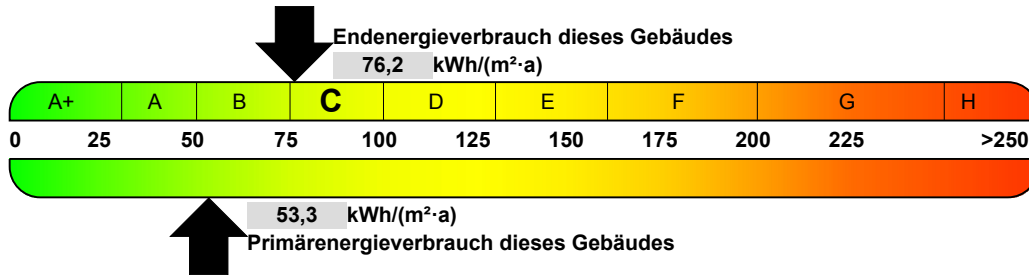 Endenergieverbrauch dieses Gebäudes
76,2 kWh/(m²·a)
A+ A B C D E F G H
0 25 50 75 100 125 150 175 200 225 >250
53,3 kWh/(m²·a)
Primärenergieverbrauch dieses Gebäudes